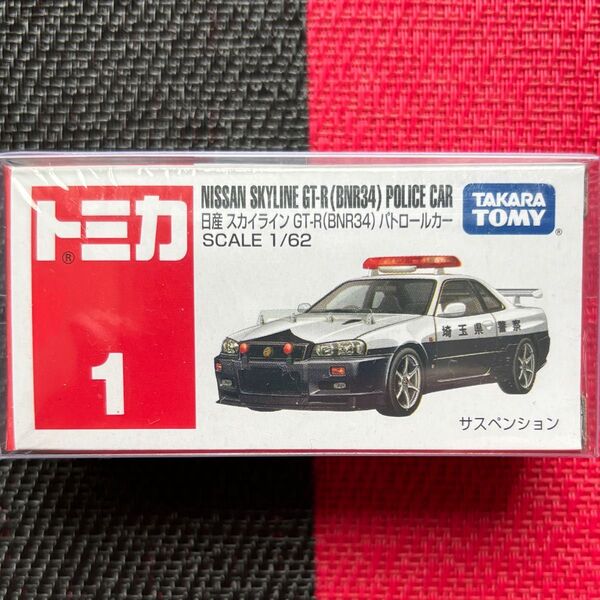 トミカ
®
1
NISSAN SKYLINE GT-R (BNR34) POLICE CAR
日産 スカイライン GT-R(BNR34) パトロールカー
SCALE 1/62
TAKARA
TOMY
®
埼玉県警察
サスペンション